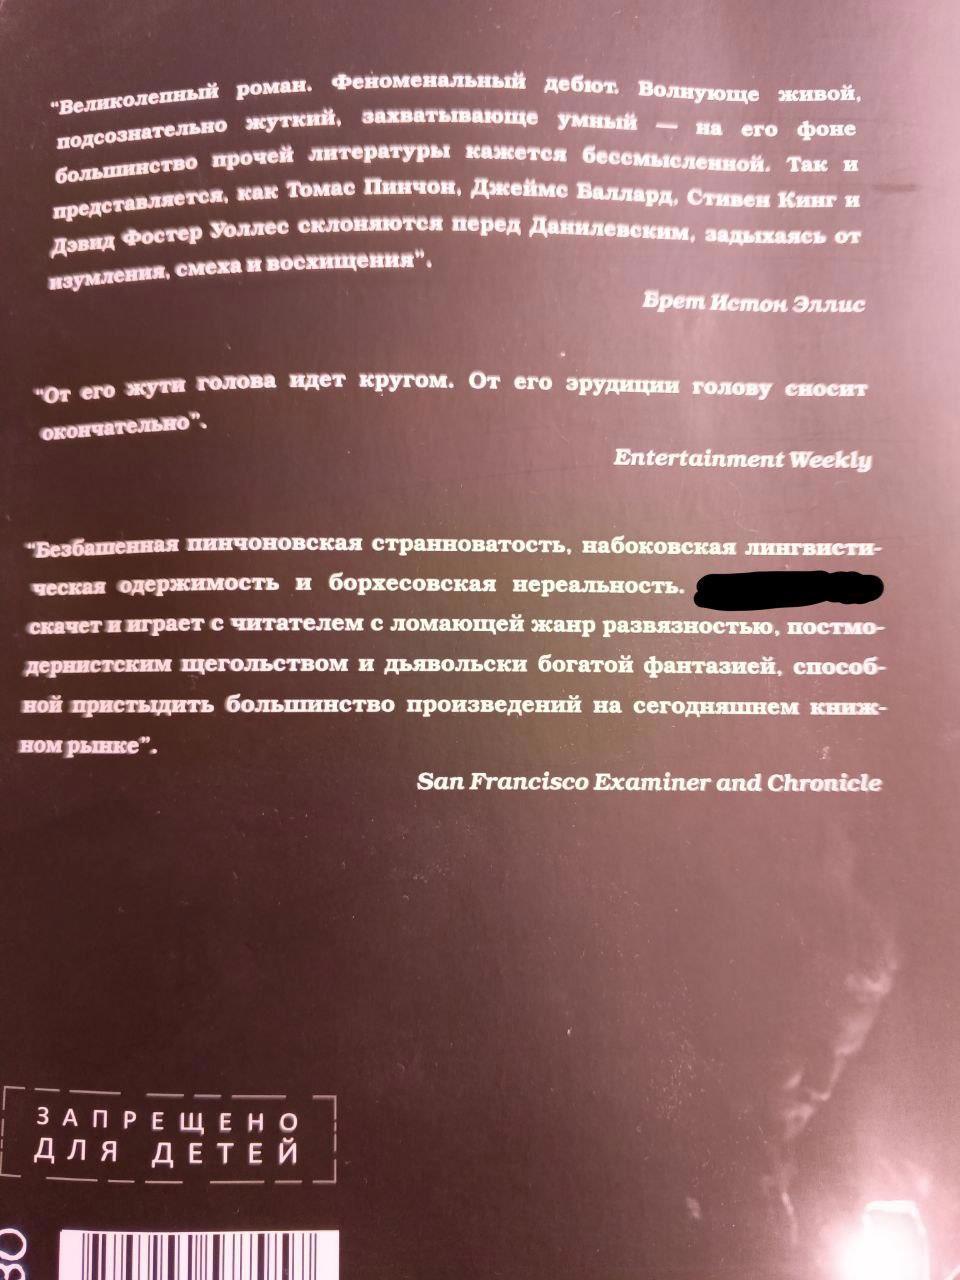 “Великолепный роман. Феноменальный дебют. Волнующе живой,
подсознательно жуткий, захватывающе умный — на его фоне
большинство прочей литературы кажется бессмысленной. Так и
представляется, как Томас Пинчон, Джеймс Баллард, Стивен Кинг и
Дэвид Фостер Уоллес склоняются перед Данилевским, задыхаясь от
изумления, смеха и восхищения”.
Брет Истон Эллис
“От его жути голова идет кругом. От его эрудиции голову сносит
окончательно”.
Entertainment Weekly
“Безбашенная пинчоновская странноватость, набоковская лингвисти-
ческая одержимость и борхесовская нереальность.
скачет и играет с читателем с ломающей жанр развязностью, постмо-
дернистским щегольством и дьявольски богатой фантазией, способ-
ной пристыдить большинство произведений на сегодняшнем книж-
ном рынке”.
San Francisco Examiner and Chronicle
ЗАПРЕЩЕНО
ДЛЯ ДЕТЕЙ